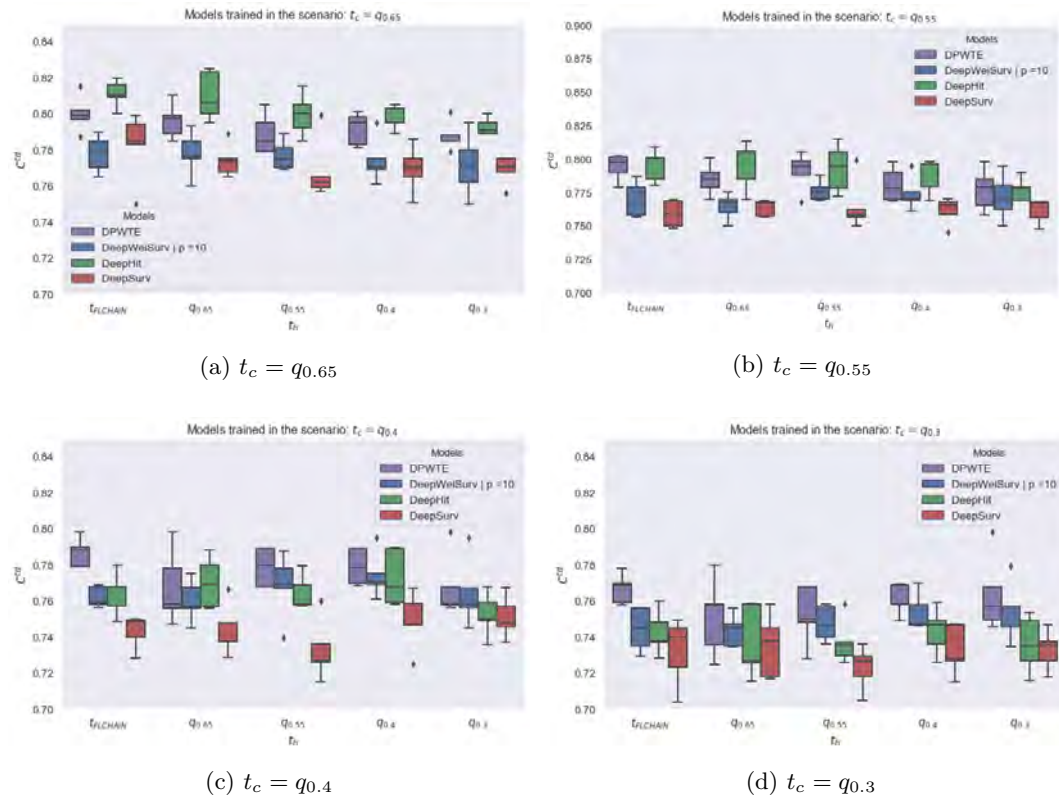 Models trained in the scenario: t_c = q_0.65
0.84
0.82
0.80
0.78
0.76
0.74
0.72
0.70
C^td
Models
DPWTE
DeepWeiSurv | p =10
DeepHit
DeepSurv
t_FLCHAIN
q_0.65
q_0.55
q_0.4
q_0.3
t_h
(a) t_c = q_0.65
Models trained in the scenario: t_c = q_0.55
0.900
0.875
0.850
0.825
0.800
0.775
0.750
0.725
0.700
C^td
Models
DPWTE
DeepWeiSurv | p =10
DeepHit
DeepSurv
t_FLCHAIN
q_0.65
q_0.55
q_0.4
q_0.3
t_h
(b) t_c = q_0.55
Models trained in the scenario: t_c = q_0.4
0.84
0.82
0.80
0.78
0.76
0.74
0.72
0.70
C^td
Models
DPWTE
DeepWeiSurv | p =10
DeepHit
DeepSurv
t_FLCHAIN
q_0.65
q_0.55
q_0.4
q_0.3
t_h
(c) t_c = q_0.4
Models trained in the scenario: t_c = q_0.3
0.84
0.82
0.80
0.78
0.76
0.74
0.72
0.70
C^td
Models
DPWTE
DeepWeiSurv | p =10
DeepHit
DeepSurv
t_FLCHAIN
q_0.65
q_0.55
q_0.4
q_0.3
t_h
(d) t_c = q_0.3